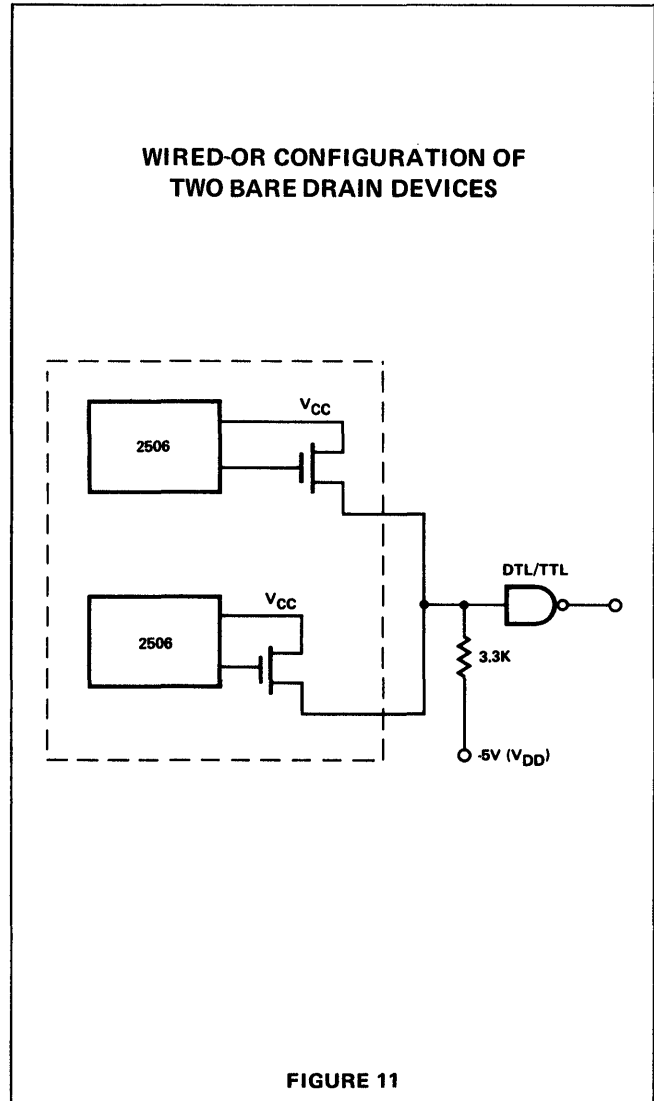 WIRED-OR CONFIGURATION OF
TWO BARE DRAIN DEVICES
VCC
2506
DTL/TTL
VCC
2506
3.3K
-5V (VDD)
FIGURE 11